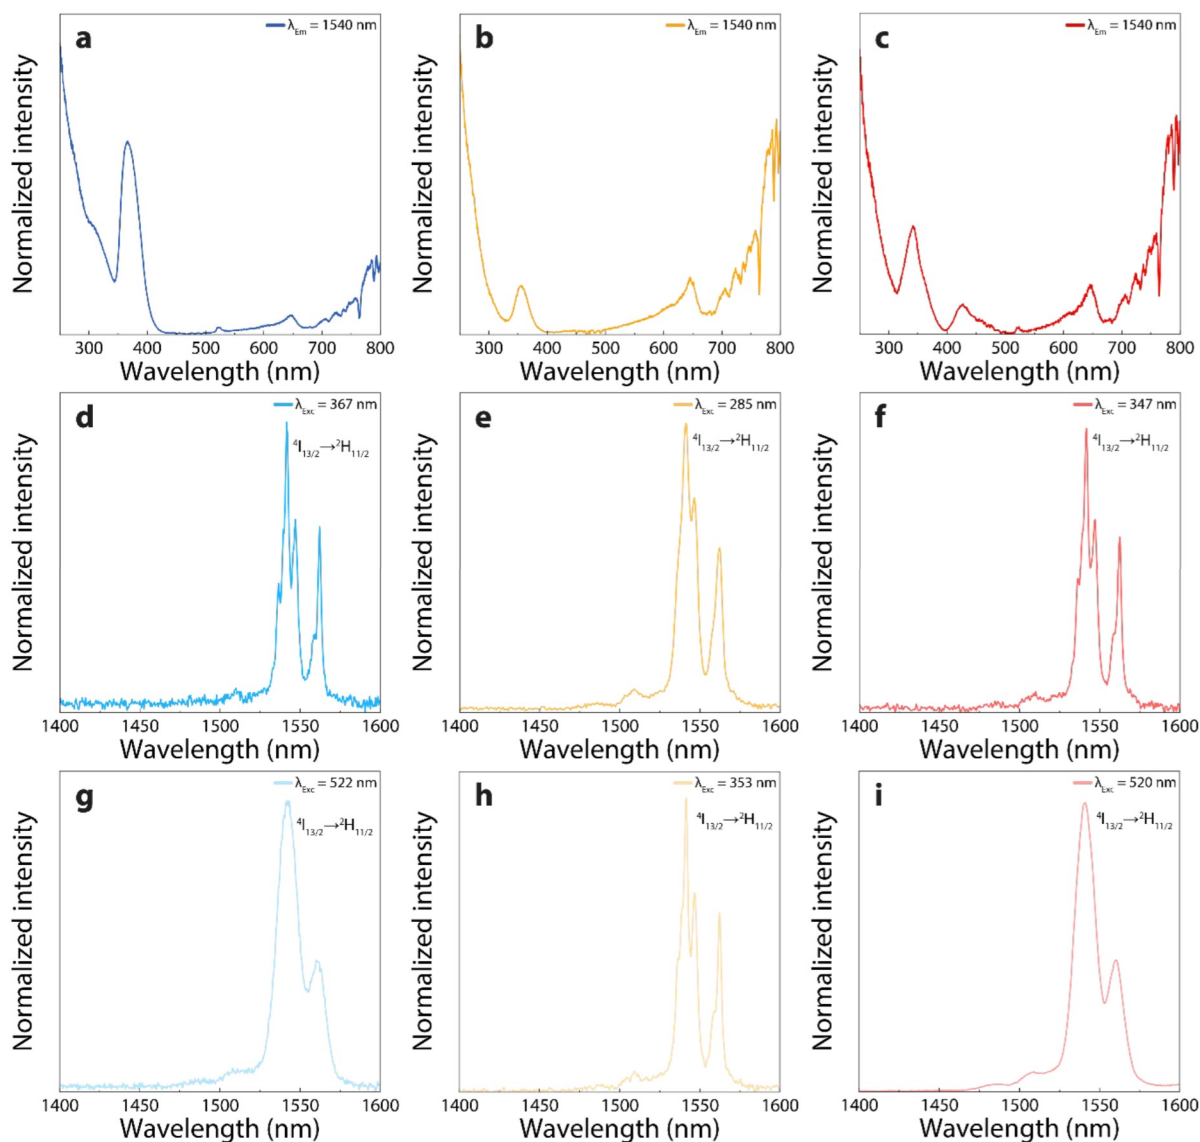 a
λEm = 1540 nm
b
λEm = 1540 nm
c
λEm = 1540 nm
Normalized intensity
Normalized intensity
Normalized intensity
300 400 500 600 700 800
300 400 500 600 700 800
300 400 500 600 700 800
Wavelength (nm)
Wavelength (nm)
Wavelength (nm)
d
λExc = 367 nm
4I13/2→2H11/2
e
λExc = 285 nm
4I13/2→2H11/2
f
λExc = 347 nm
4I13/2→2H11/2
Normalized intensity
Normalized intensity
Normalized intensity
1400 1450 1500 1550 1600
1400 1450 1500 1550 1600
1400 1450 1500 1550 1600
Wavelength (nm)
Wavelength (nm)
Wavelength (nm)
g
λExc = 522 nm
4I13/2→2H11/2
h
λExc = 353 nm
4I13/2→2H11/2
i
λExc = 520 nm
4I13/2→2H11/2
Normalized intensity
Normalized intensity
Normalized intensity
1400 1450 1500 1550 1600
1400 1450 1500 1550 1600
1400 1450 1500 1550 1600
Wavelength (nm)
Wavelength (nm)
Wavelength (nm)